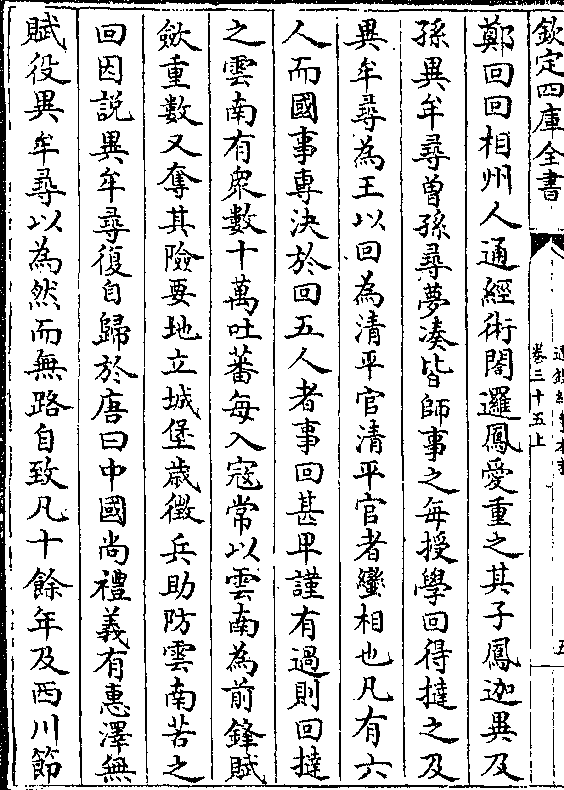 欽定四庫全書
卷三十五上
鄭回回相州人通經術閤邏鳳愛重之其子鳳迦異及
孫異牟尋曾孫尋夢湊皆師事之每授學回得撻之及
異牟尋為王以回為清平官清平官者蠻相也凡有六
人而國事專決於回五人者事回甚卑謹有過則回撻
之雲南有衆數十萬吐蕃每入寇常以雲南為前鋒賦
斂重數又奪其險要地立城堡歲徵兵助防雲南苦之
回因説異牟尋復自歸於唐曰中國尚禮義有惠澤無
賦役異牟尋以為然而無路自致凡十餘年及西川節